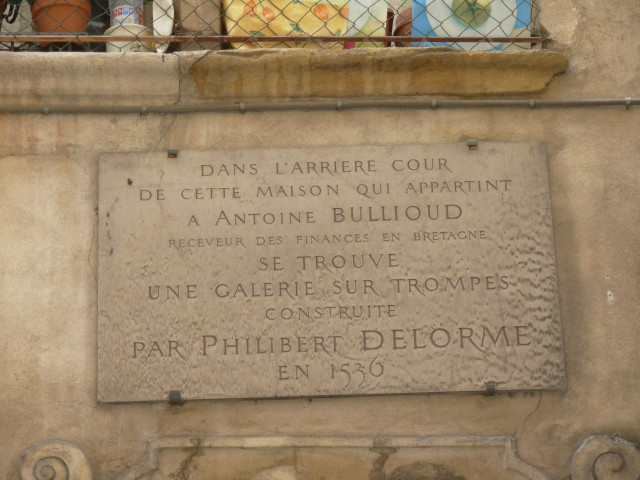 DANS L'ARRIERE COUR
DE CETTE MAISON QUI APPARTINT
A ANTOINE BULLIOUD
RECEVEUR DES FINANCES EN BRETAGNE
SE TROUVE
UNE GALERIE SUR TROMPES
CONSTRUITE
PAR PHILIBERT DELORME
EN 1536